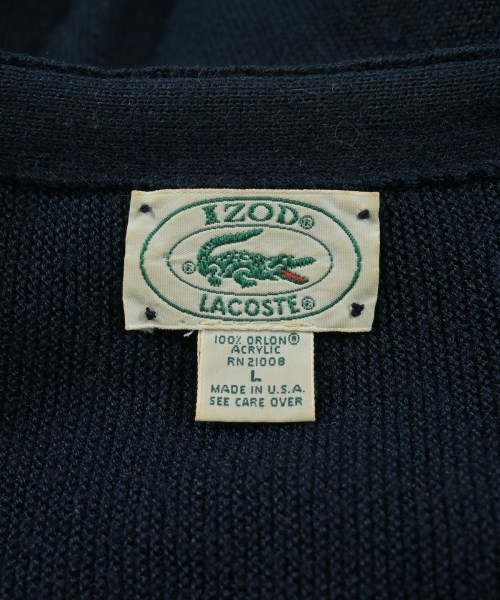 IZOD®
®
®
LACOSTE®
100% ORLON®
ACRYLIC
RN 21008
L
MADE IN U.S.A.
SEE CARE OVER